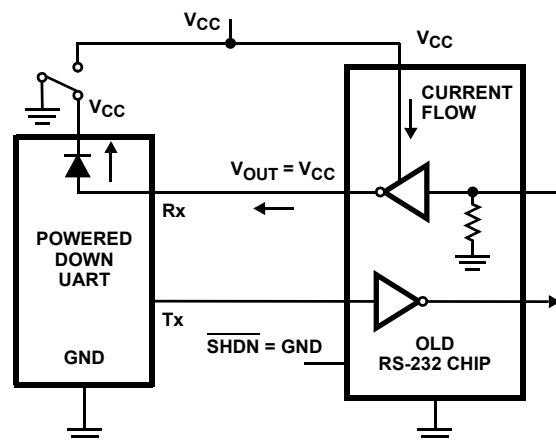 VCC
VCC
VCC
CURRENT
FLOW
VOUT = VCC
Rx
POWERED
DOWN
UART
Tx
GND
SHDN = GND
OLD
RS-232 CHIP